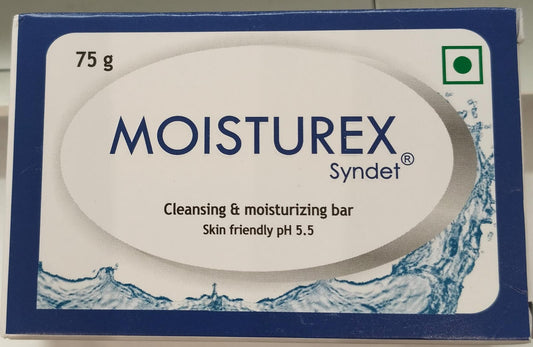 75 g
MOISTUREX
Syndet®
Cleansing & moisturizing bar
Skin friendly pH 5.5